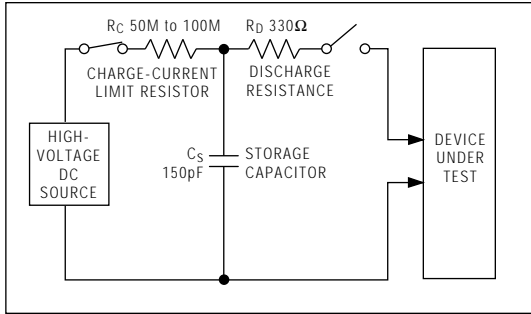 RC 50M to 100M
RD 330Ω
CHARGE-CURRENT
LIMIT RESISTOR
DISCHARGE
RESISTANCE
HIGH-
VOLTAGE
DC
SOURCE
CS
150pF
STORAGE
CAPACITOR
DEVICE
UNDER
TEST